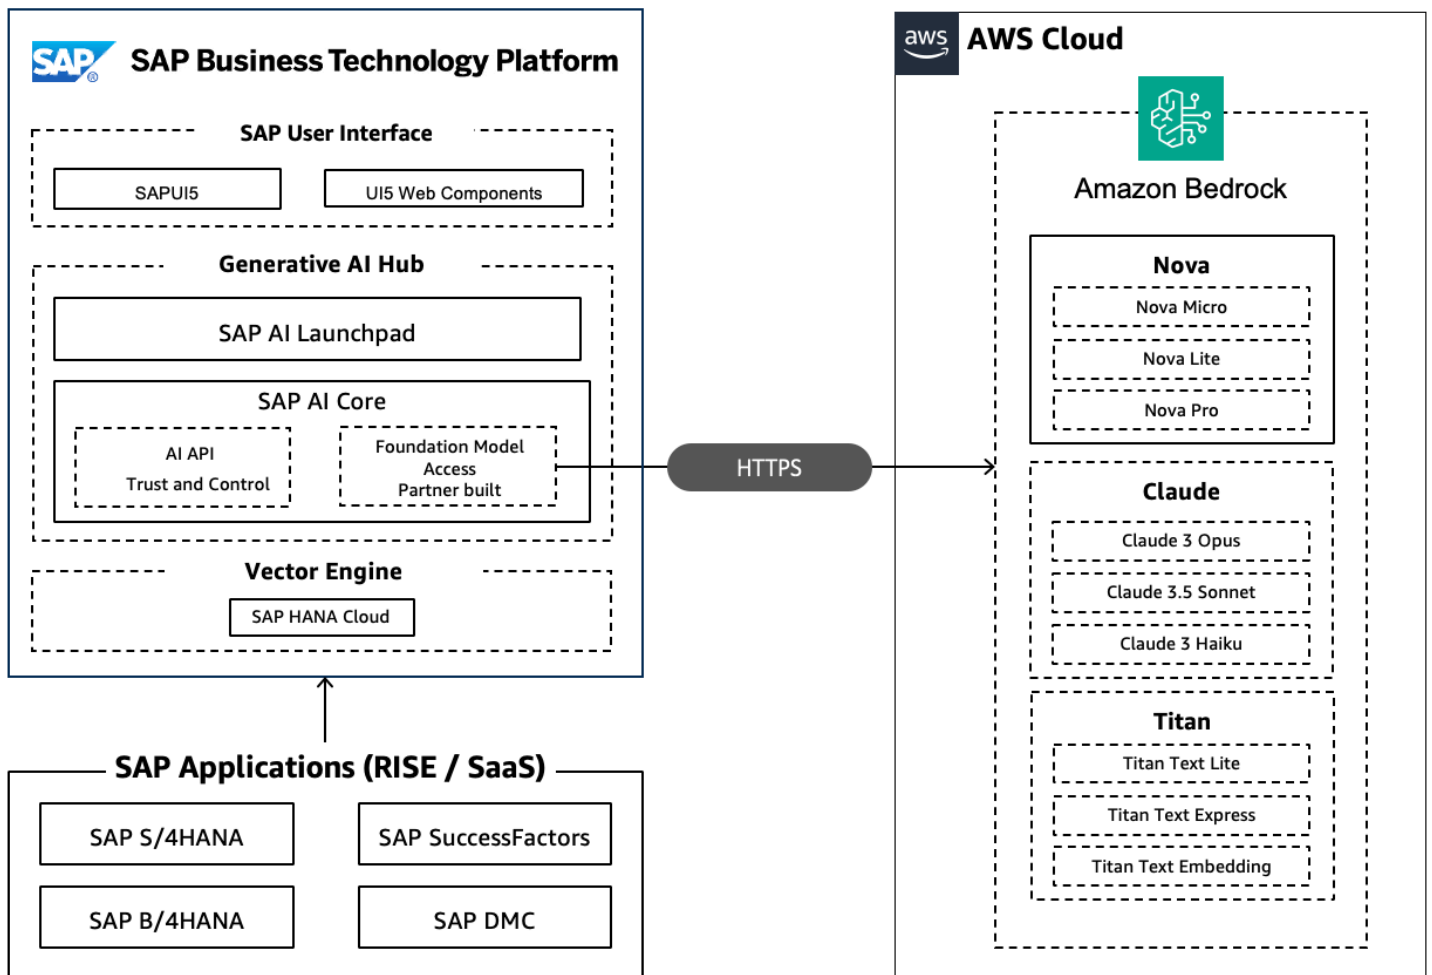 SAP®
SAP Business Technology Platform
SAP User Interface
SAPUI5
UI5 Web Components
Generative AI Hub
SAP AI Launchpad
SAP AI Core
AI API
Trust and Control
Foundation Model
Access
Partner built
Vector Engine
SAP HANA Cloud
SAP Applications (RISE / SaaS)
SAP S/4HANA
SAP SuccessFactors
SAP B/4HANA
SAP DMC
HTTPS
aws
AWS Cloud
Amazon Bedrock
Nova
Nova Micro
Nova Lite
Nova Pro
Claude
Claude 3 Opus
Claude 3.5 Sonnet
Claude 3 Haiku
Titan
Titan Text Lite
Titan Text Express
Titan Text Embedding